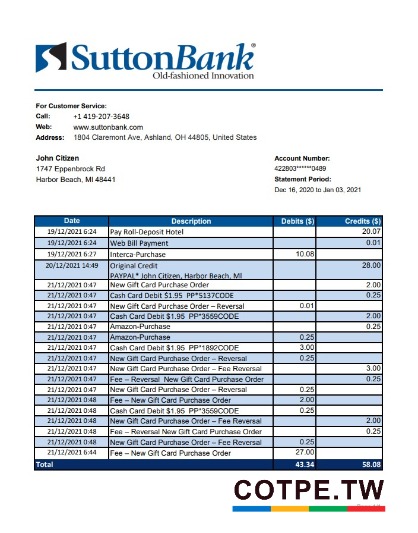 SuttonBank®
Old-fashioned Innovation
For Customer Service:
Call: +1 419-207-3648
Web: www.suttonbank.com
Address: 1804 Claremont Ave, Ashland, OH 44805, United States
John Citizen
1747 Eppenbrock Rd
Harbor Beach, MI 48441
Account Number:
422803******0489
Statement Period:
Dec 16, 2020 to Jan 03, 2021
Date Description Debits ($) Credits ($)
19/12/2021 6:24 Pay Roll-Deposit Hotel 20.07
19/12/2021 6:24 Web Bill Payment 0.01
19/12/2021 6:27 Interca-Purchase 10.08
20/12/2021 14:49 Original Credit 28.00
PAYPAL* John Citizen, Harbor Beach, MI
21/12/2021 0:47 New Gift Card Purchase Order 2.00
21/12/2021 0:47 Cash Card Debit $1.95 PP*5137CODE 0.25
21/12/2021 0:47 New Gift Card Purchase Order – Reversal 0.01
21/12/2021 0:47 Cash Card Debit $1.95 PP*3559CODE 2.00
21/12/2021 0:47 Amazon-Purchase 0.25
21/12/2021 0:47 Amazon-Purchase 0.25
21/12/2021 0:47 Cash Card Debit $1.95 PP*1892CODE 3.00
21/12/2021 0:47 New Gift Card Purchase Order – Reversal 0.25
21/12/2021 0:47 New Gift Card Purchase Order – Fee Reversal 3.00
21/12/2021 0:47 Fee – Reversal New Gift Card Purchase Order 0.25
21/12/2021 0:47 New Gift Card Purchase Order – Reversal 0.25
21/12/2021 0:48 Fee – New Gift Card Purchase Order 2.00
21/12/2021 0:48 Cash Card Debit $1.95 PP*3559CODE 0.25
21/12/2021 0:48 New Gift Card Purchase Order – Fee Reversal 2.00
21/12/2021 0:48 Fee – Reversal New Gift Card Purchase Order 0.25
21/12/2021 0:48 New Gift Card Purchase Order – Fee Reversal 0.25
21/12/2021 6:44 Fee – New Gift Card Purchase Order 27.00
Total 43.34 58.08
COTPE.TW